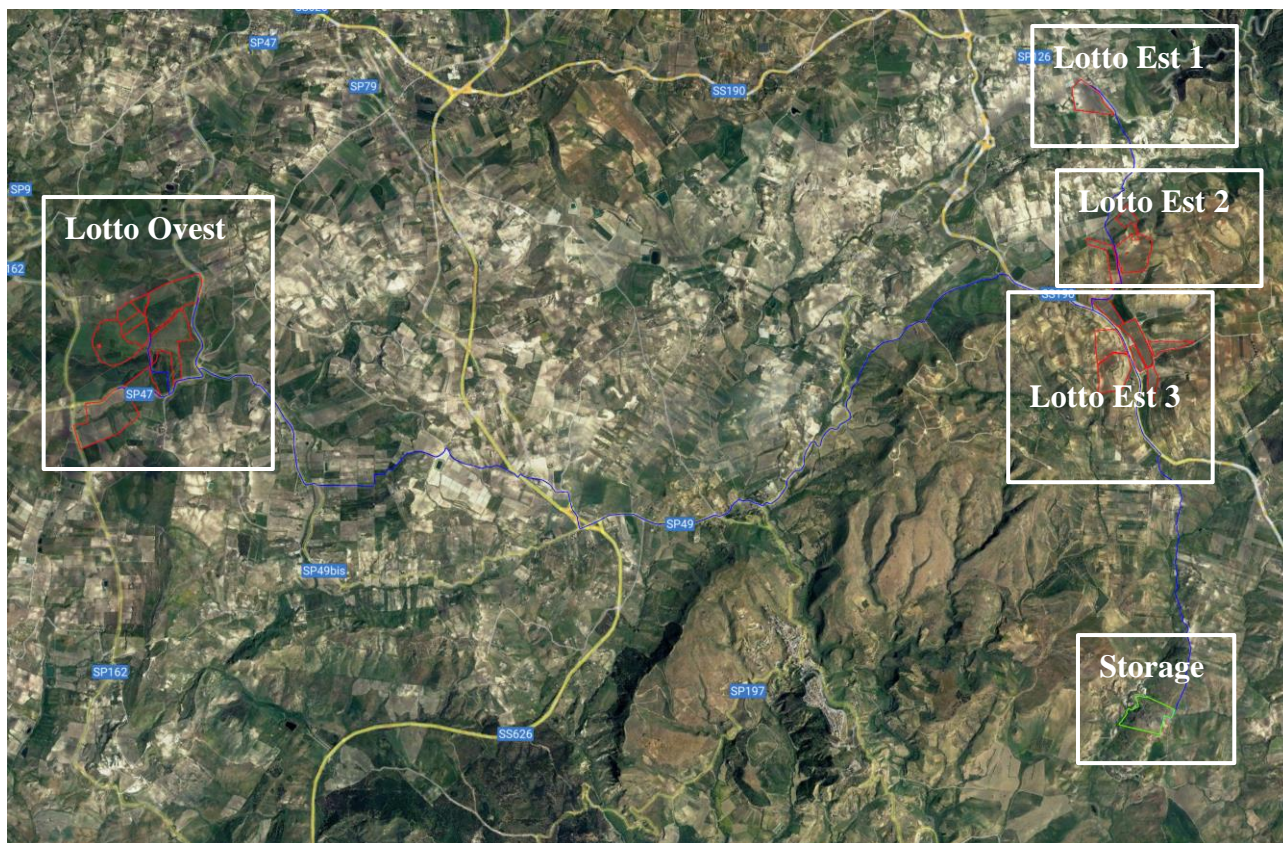 SS626
SP47
SP126
Lotto Est 1
SP79
SS190
SP9
Lotto Est 2
Lotto Ovest
162
SS190
SP47
Lotto Est 3
SP49
SP49bis
SP162
Storage
SP197
SS626